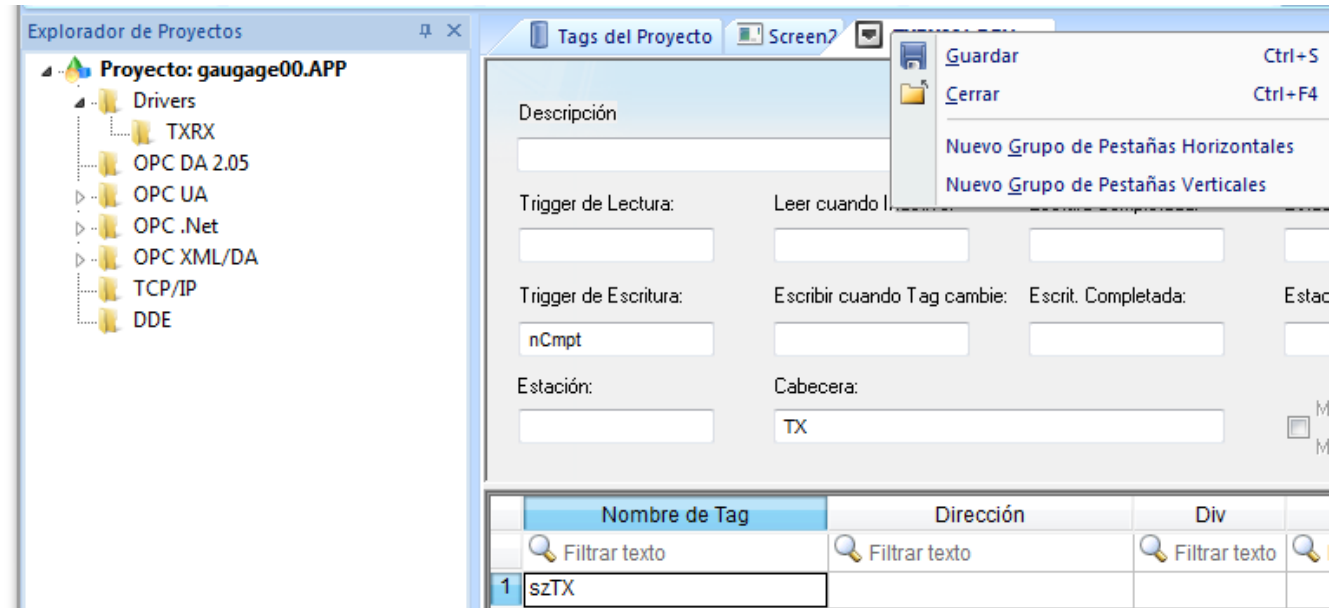 Explorador de Proyectos
Proyecto: gaugage00.APP
Drivers
TXRX
OPC DA 2.05
OPC UA
OPC .Net
OPC XML/DA
TCP/IP
DDE
Tags del Proyecto Screen2
Guardar Ctrl+S
Cerrar Ctrl+F4
Nuevo Grupo de Pestañas Horizontales
Nuevo Grupo de Pestañas Verticales
Descripción
Trigger de Lectura: Leer cuando
Trigger de Escritura: Escribir cuando Tag cambie: Escrit. Completada: Estac
nCmpt
Estación: Cabecera:
TX
M
M
Nombre de Tag Dirección Div
Filtrar texto Filtrar texto Filtrar texto
1 szTX